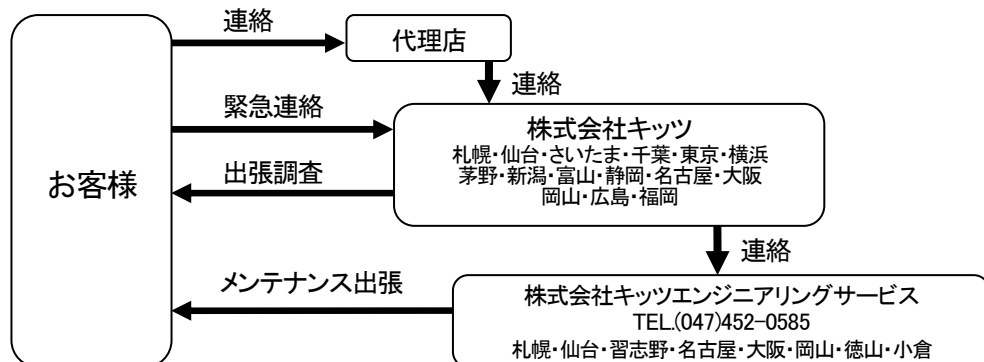 連絡
代理店
連絡
緊急連絡
株式会社キッツ
札幌・仙台・さいたま・千葉・東京・横浜
茅野・新潟・富山・静岡・名古屋・大阪
岡山・広島・福岡
お客様
出張調査
連絡
メンテナンス出張
株式会社キッツエンジニアリングサービス
TEL.(047)452-0585
札幌・仙台・習志野・名古屋・大阪・岡山・徳山・小倉